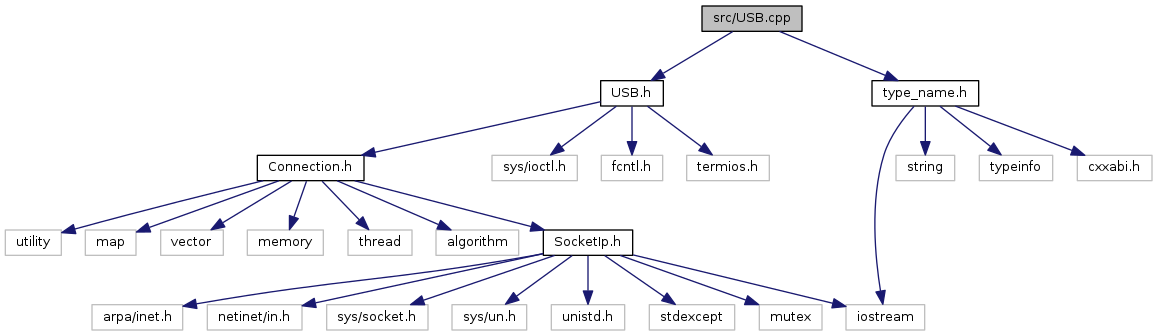 src/USB.cpp
USB.h
type_name.h
Connection.h
sys/ioctl.h
fcntl.h
termios.h
string
typeinfo
cxxabi.h
utility
map
vector
memory
thread
algorithm
SocketIp.h
arpa/inet.h
netinet/in.h
sys/socket.h
sys/un.h
unistd.h
stdexcept
mutex
iostream